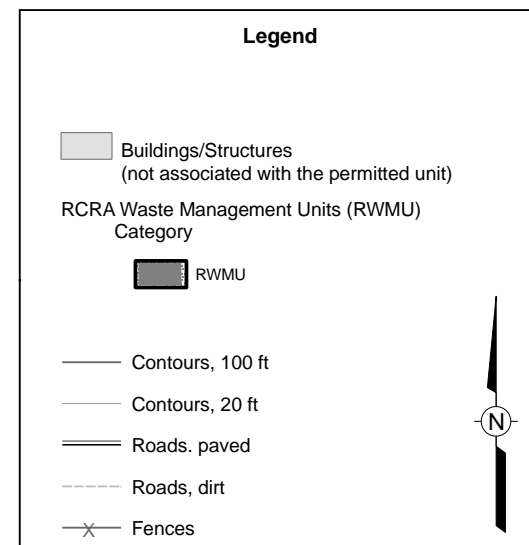 Legend
Buildings/Structures
(not associated with the permitted unit)
RCRA Waste Management Units (RWMU)
Category
RWMU
Contours, 100 ft
Contours, 20 ft
N
Roads. paved
Roads, dirt
X Fences